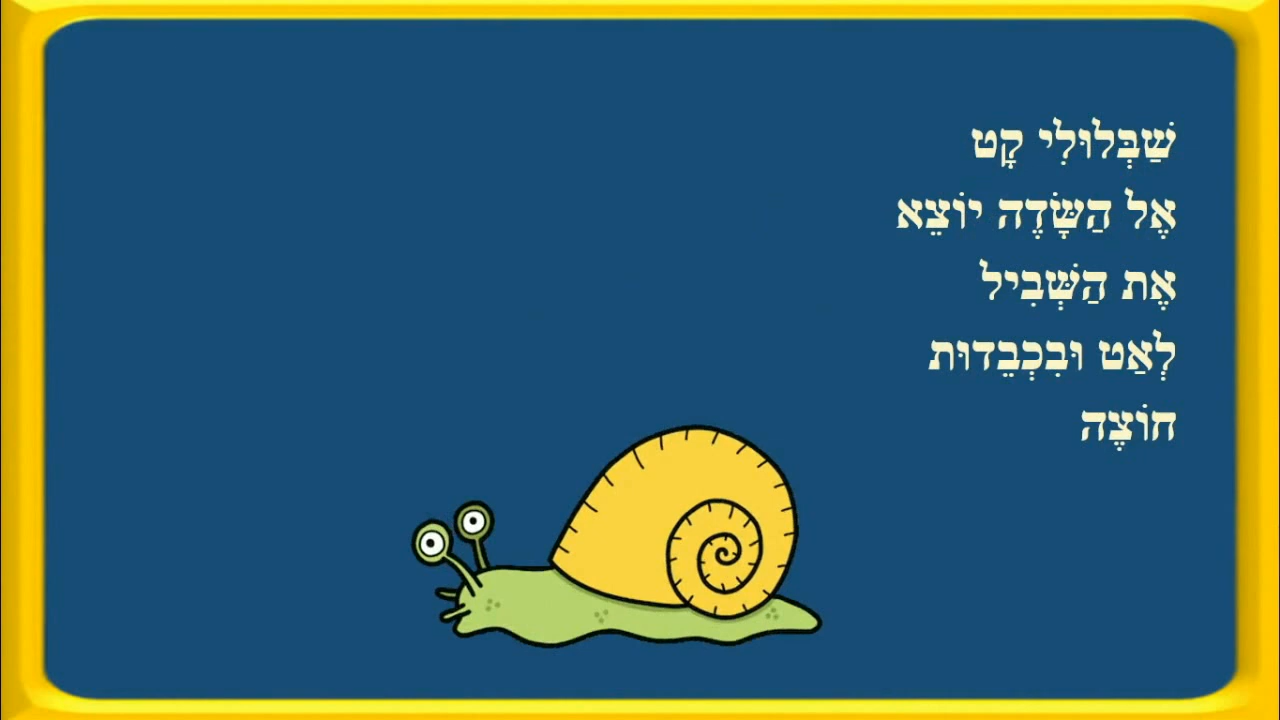 שַׁבְּלוּלִי קָט
אֶל הַשָּׂדֶה יוֹצֵא
אֶת הַשְּׁבִיל
לְאַט וּבִכְבֵדוּת
חוֹצֶה